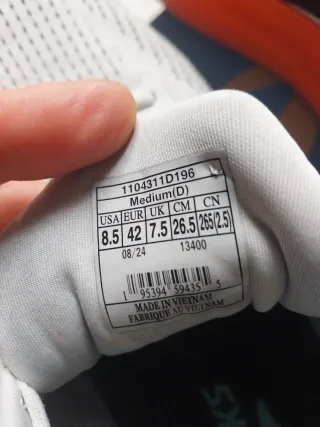 1104311D196
Medium(D)
USA EUR UK CM CN
8.5 42 7.5 26.5 265(2.5)
08/24 13400
1 95394 59435 5
MADE IN VIETNAM
FABRIQUE AU VIETNAM